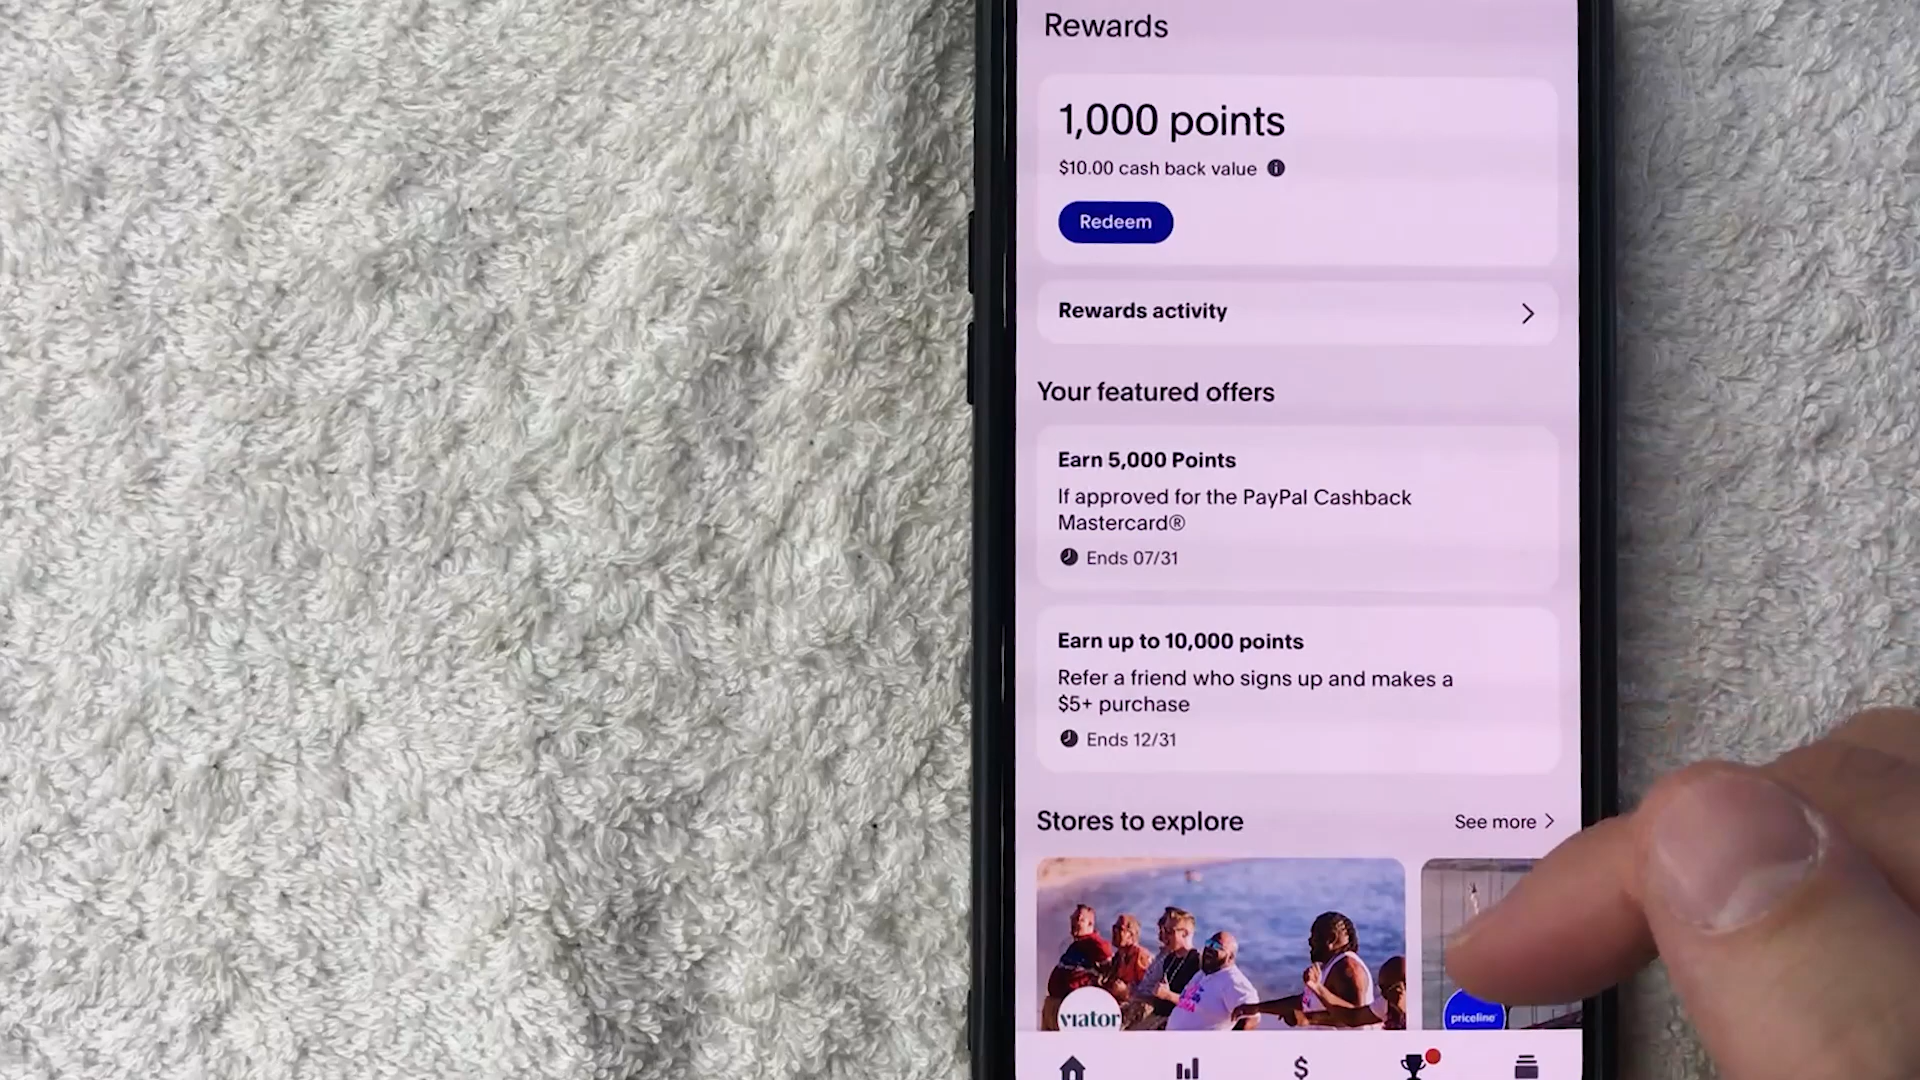 Rewards
1,000 points
$10.00 cash back value
Redeem
Rewards activity
Your featured offers
Earn 5,000 Points
If approved for the PayPal Cashback
Mastercard®
Ends 07/31
Earn up to 10,000 points
Refer a friend who signs up and makes a
$5+ purchase
Ends 12/31
Stores to explore
See more
viator
priceline